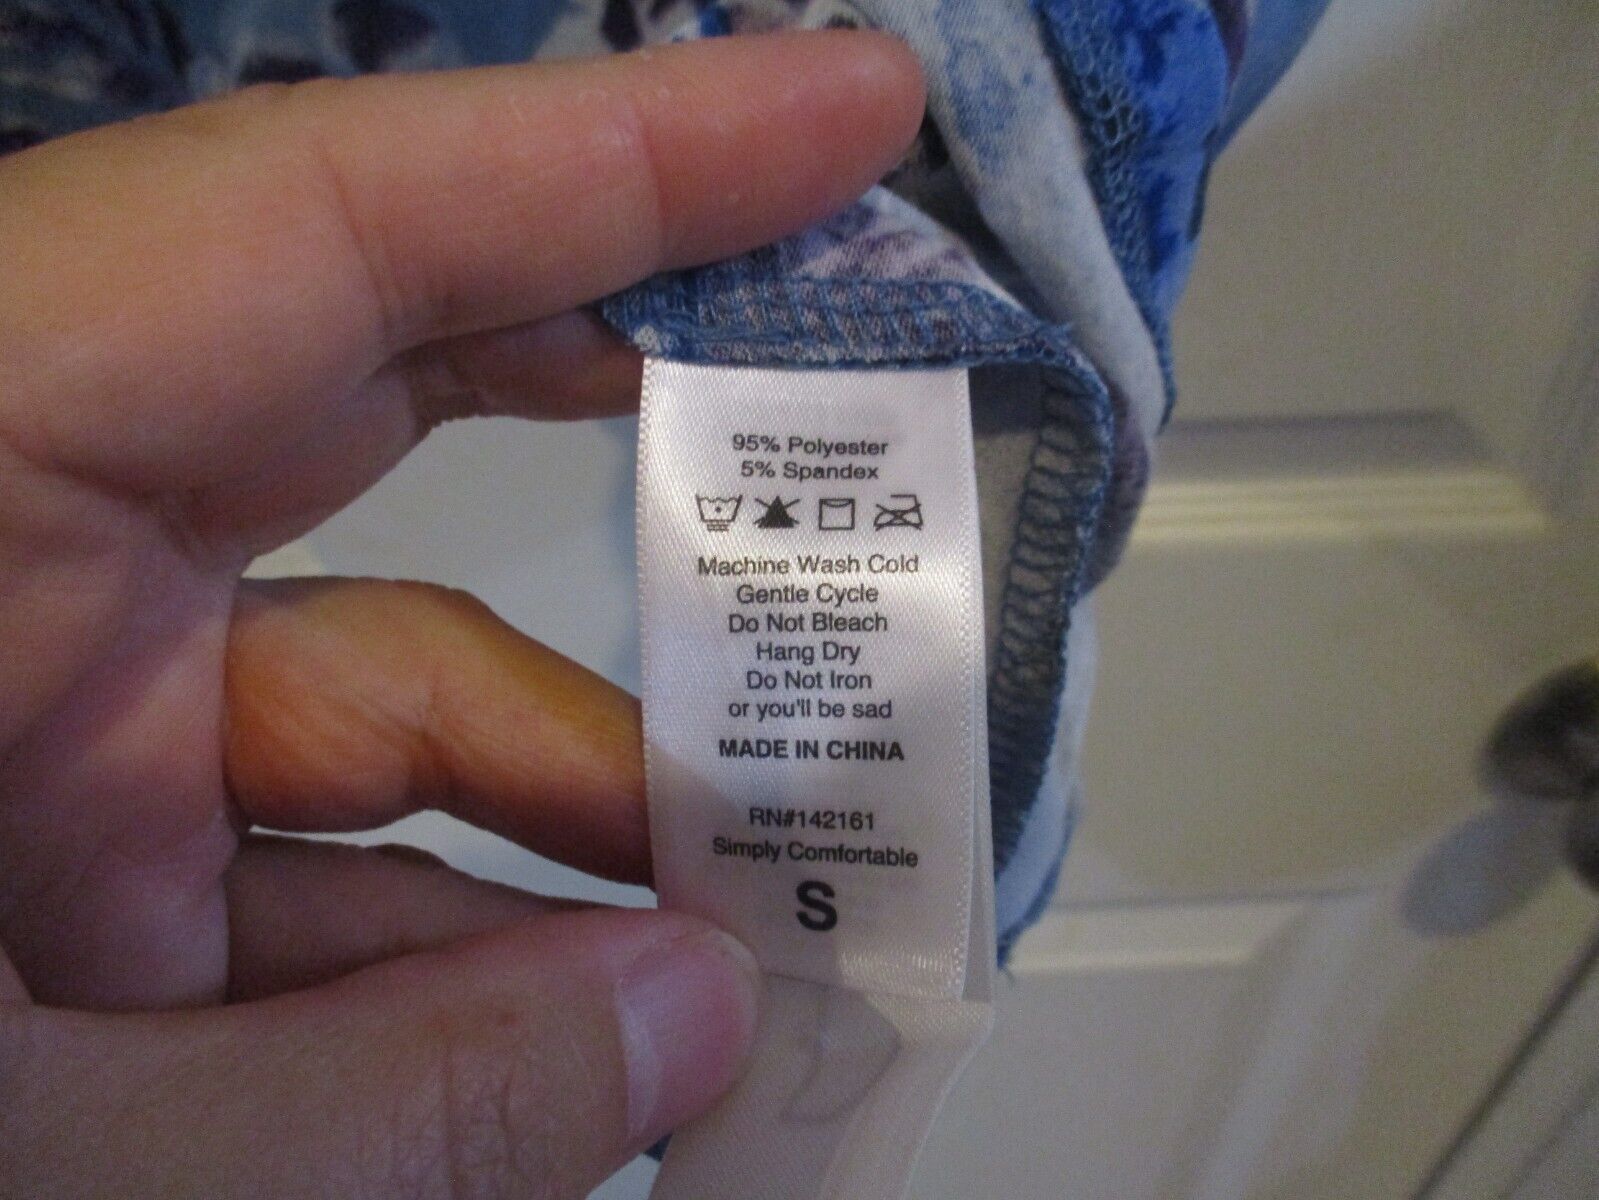 95% Polyester
5% Spandex
Machine Wash Cold
Gentle Cycle
Do Not Bleach
Hang Dry
Do Not Iron
or you'll be sad
MADE IN CHINA
RN#142161
Simply Comfortable
S